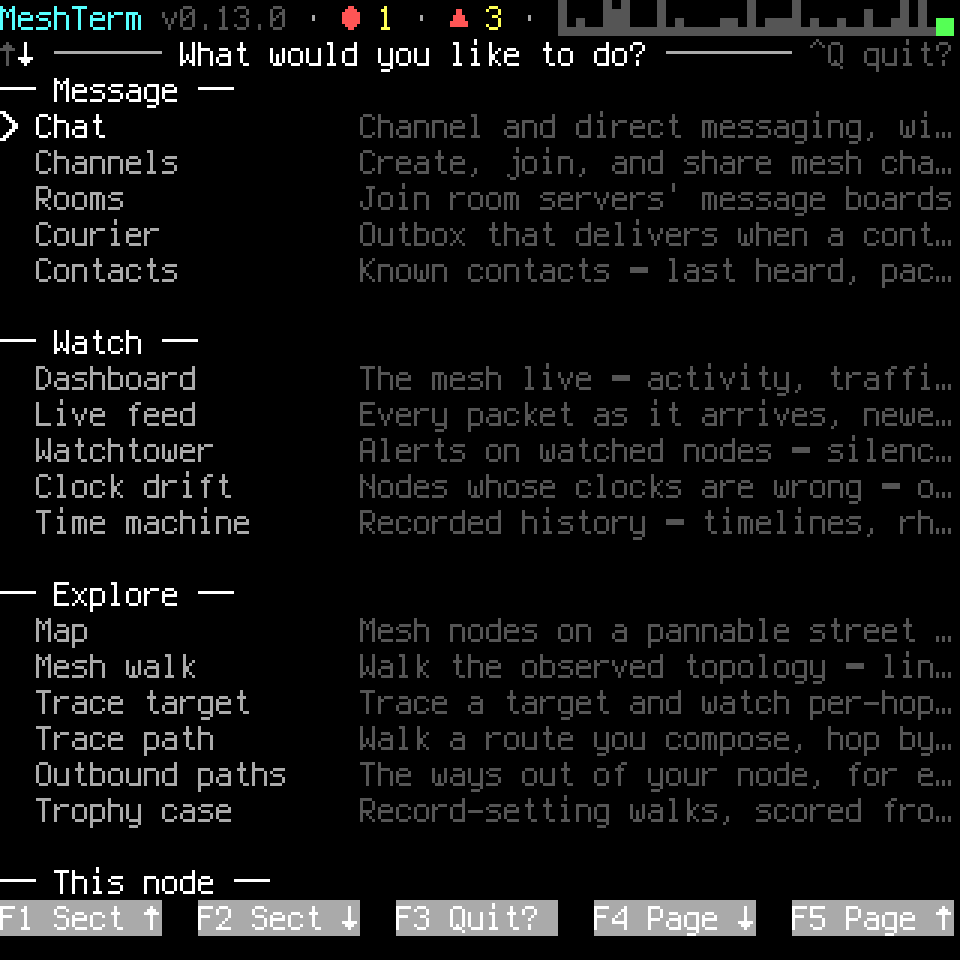 MeshTerm v0.13.0 · 1 · 3 ·
↑↓ What would you like to do? ^Q quit?
Message
Chat Channel and direct messaging, wi…
Channels Create, join, and share mesh cha…
Rooms Join room servers' message boards
Courier Outbox that delivers when a cont…
Contacts Known contacts — last heard, pac…
Watch
Dashboard The mesh live — activity, traffi…
Live feed Every packet as it arrives, newe…
Watchtower Alerts on watched nodes — silenc…
Clock drift Nodes whose clocks are wrong — o…
Time machine Recorded history — timelines, rh…
Explore
Map Mesh nodes on a pannable street …
Mesh walk Walk the observed topology — lin…
Trace target Trace a target and watch per-hop…
Trace path Walk a route you compose, hop by…
Outbound paths The ways out of your node, for e…
Trophy case Record-setting walks, scored fro…
This node
F1 Sect ↑ F2 Sect ↓ F3 Quit? F4 Page ↓ F5 Page ↑